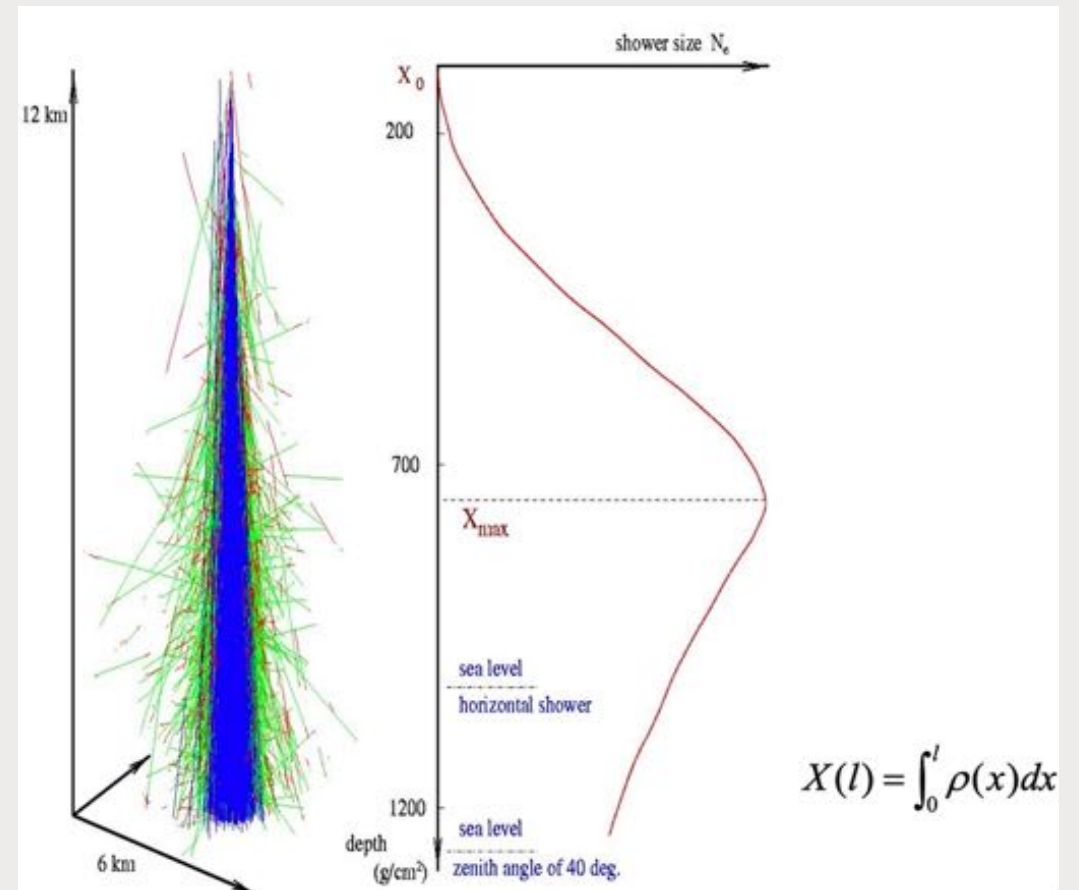 shower size Nₑ
X₀
12 km
200
700
Xmax
sea level
horizontal shower
X(l) = ∫₀ˡ ρ(x)dx
1200
sea level
depth
(g/cm²)
zenith angle of 40 deg.
6 km